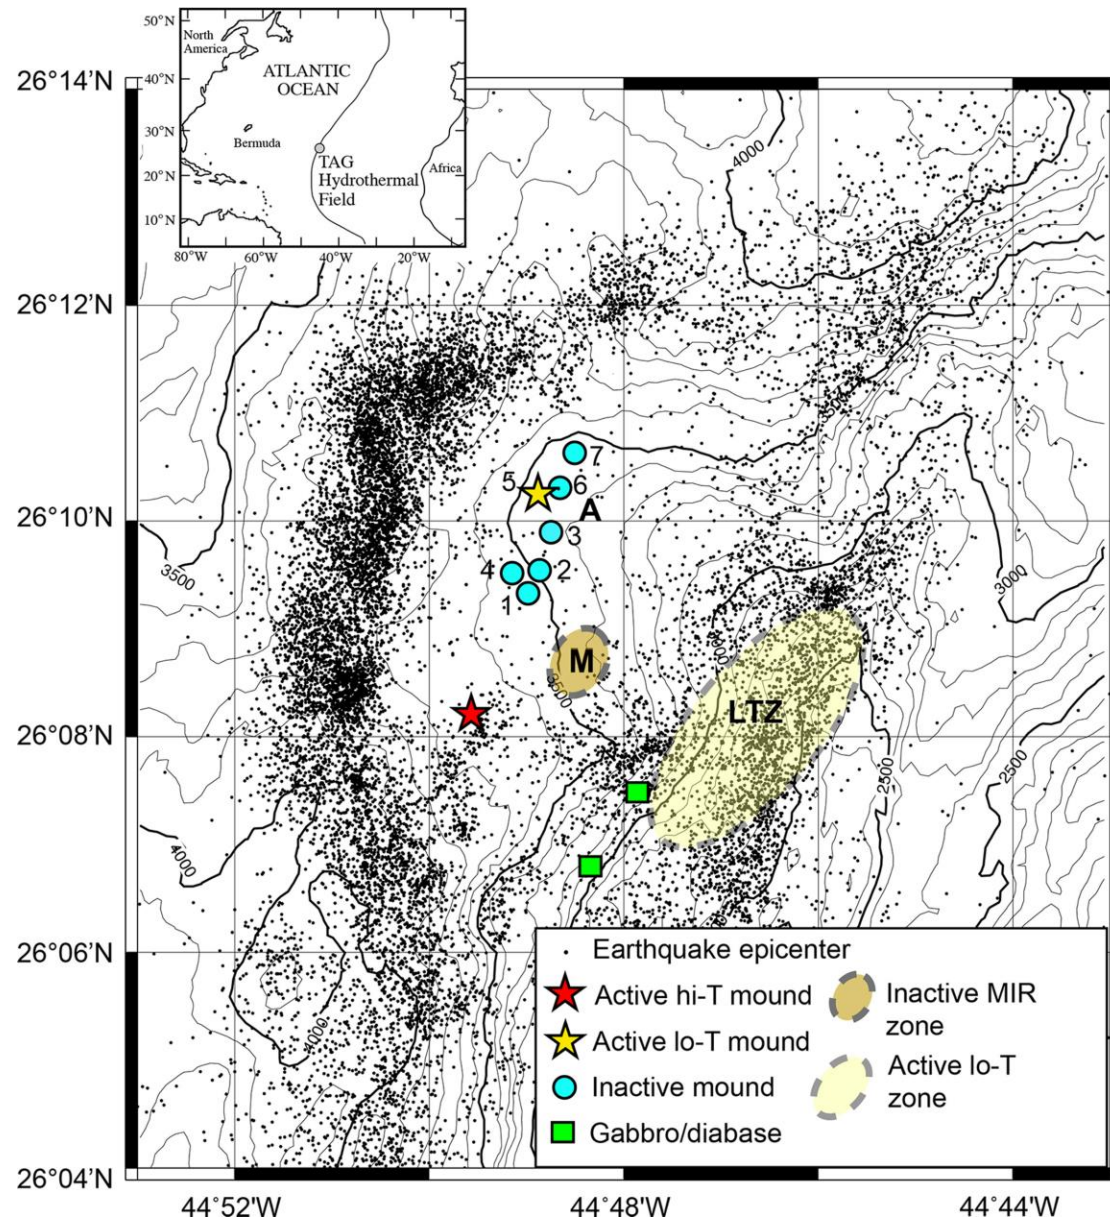 50°N
40°N
30°N
20°N
10°N
80°W
60°W
40°W
20°W
North
America
ATLANTIC
OCEAN
Bermuda
TAG
Hydrothermal
Field
Africa
26°14'N
26°12'N
26°10'N
26°08'N
26°06'N
26°04'N
44°52'W
44°48'W
44°44'W
4000
3500
7
5
6
A
3
4
2
1
3000
M
3500
LTZ
2500
2500
4000
4000
Earthquake epicenter
Active hi-T mound
Active lo-T mound
Inactive mound
Gabbro/diabase
Inactive MIR
zone
Active lo-T
zone